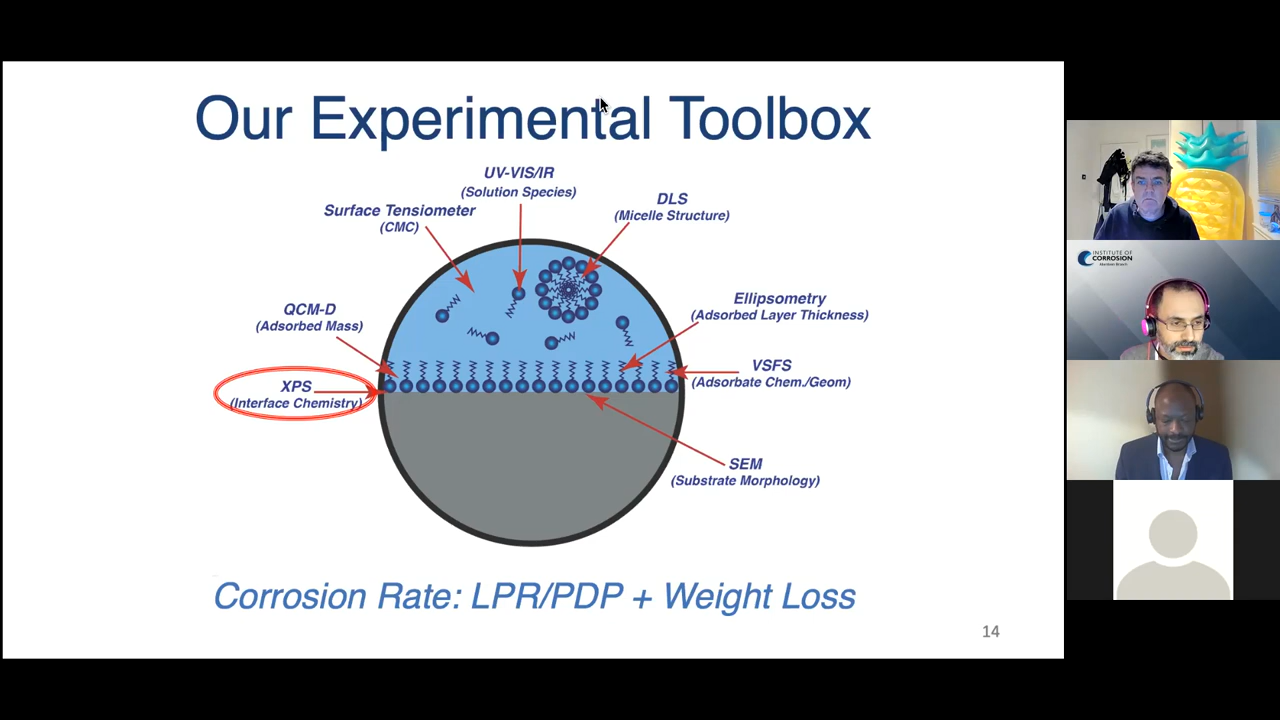 Our Experimental Toolbox
UV-VIS/IR
(Solution Species)
DLS
(Micelle Structure)
Surface Tensiometer
(CMC)
Ellipsometry
(Adsorbed Layer Thickness)
QCM-D
(Adsorbed Mass)
VSFS
(Adsorbate Chem./Geom)
XPS
(Interface Chemistry)
SEM
(Substrate Morphology)
Corrosion Rate: LPR/PDP + Weight Loss
14
INSTITUTE OF
CORROSION
Aberdeen Branch